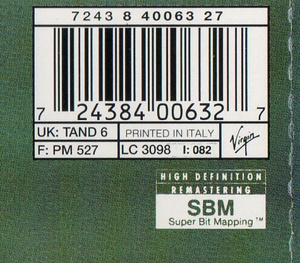 7243 8 40063 27
7 24384 00632 7
UK: TAND 6
PRINTED IN ITALY
Virgin
F: PM 527
LC 3098
I: 082
HIGH DEFINITION
REMASTERING
SBM
Super Bit Mapping ™